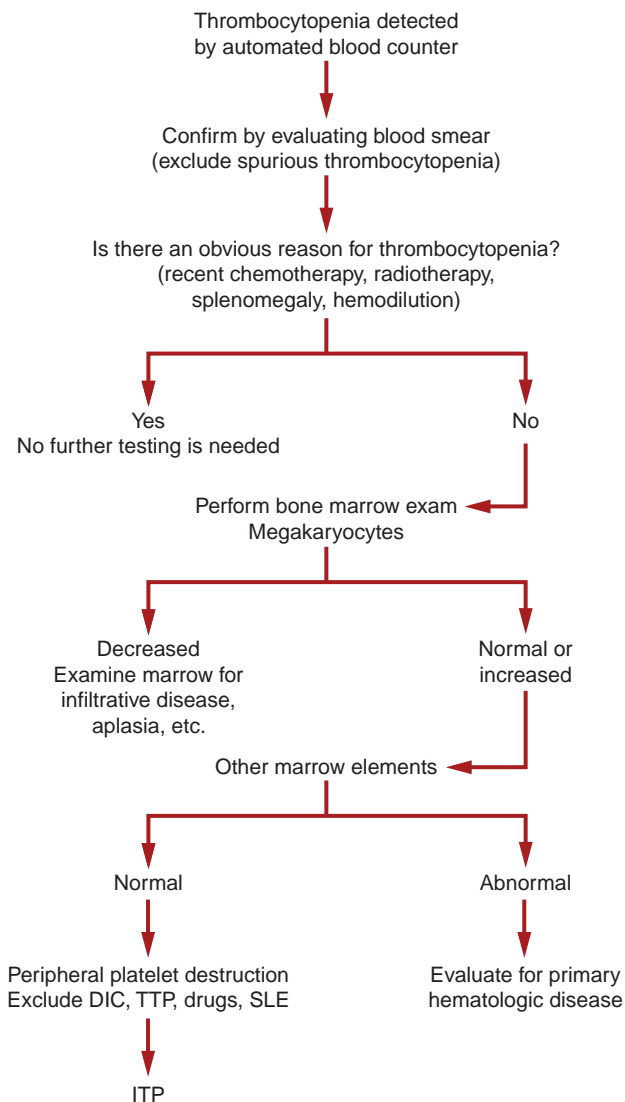 Thrombocytopenia detected
by automated blood counter
Confirm by evaluating blood smear
(exclude spurious thrombocytopenia)
Is there an obvious reason for thrombocytopenia?
(recent chemotherapy, radiotherapy,
splenomegaly, hemodilution)
Yes
No further testing is needed
No
Perform bone marrow exam
Megakaryocytes
Decreased
Examine marrow for
infiltrative disease,
aplasia, etc.
Normal or
increased
Other marrow elements
Normal
Abnormal
Peripheral platelet destruction
Exclude DIC, TTP, drugs, SLE
Evaluate for primary
hematologic disease
ITP